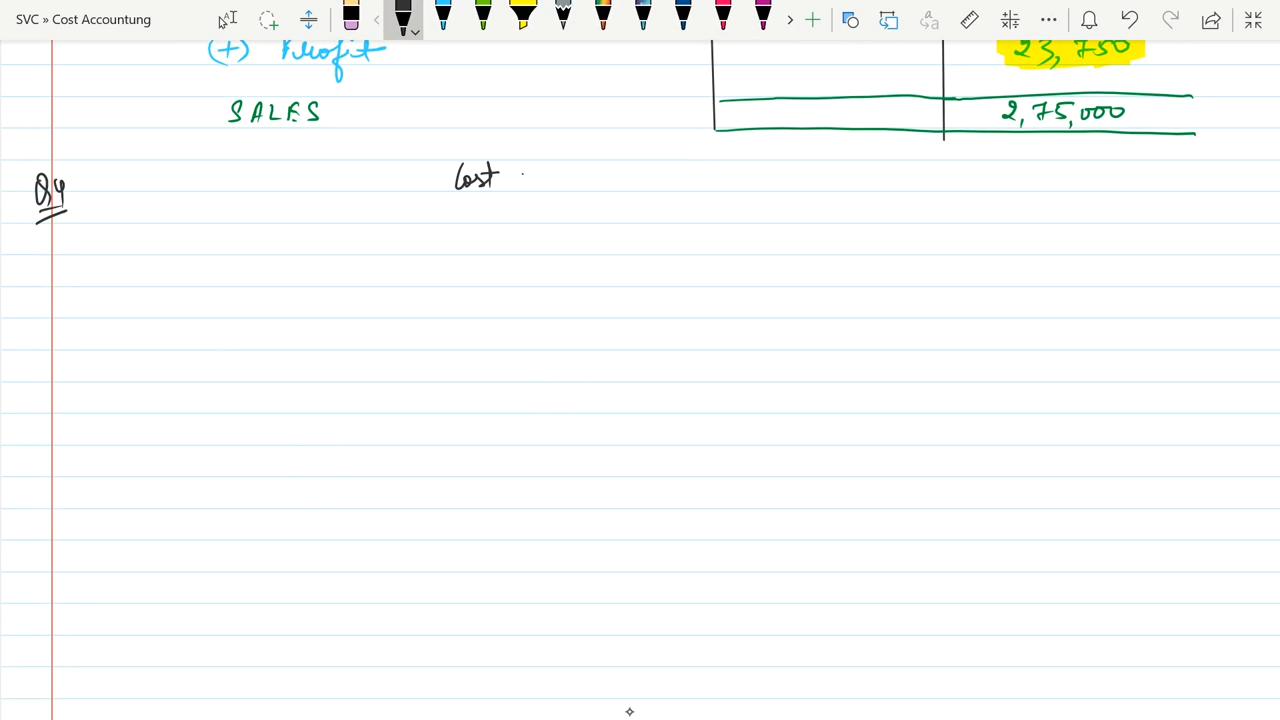 SVC » Cost Accountung
(+) Profit 23,750
SALES 2,75,000
Q4 Cost